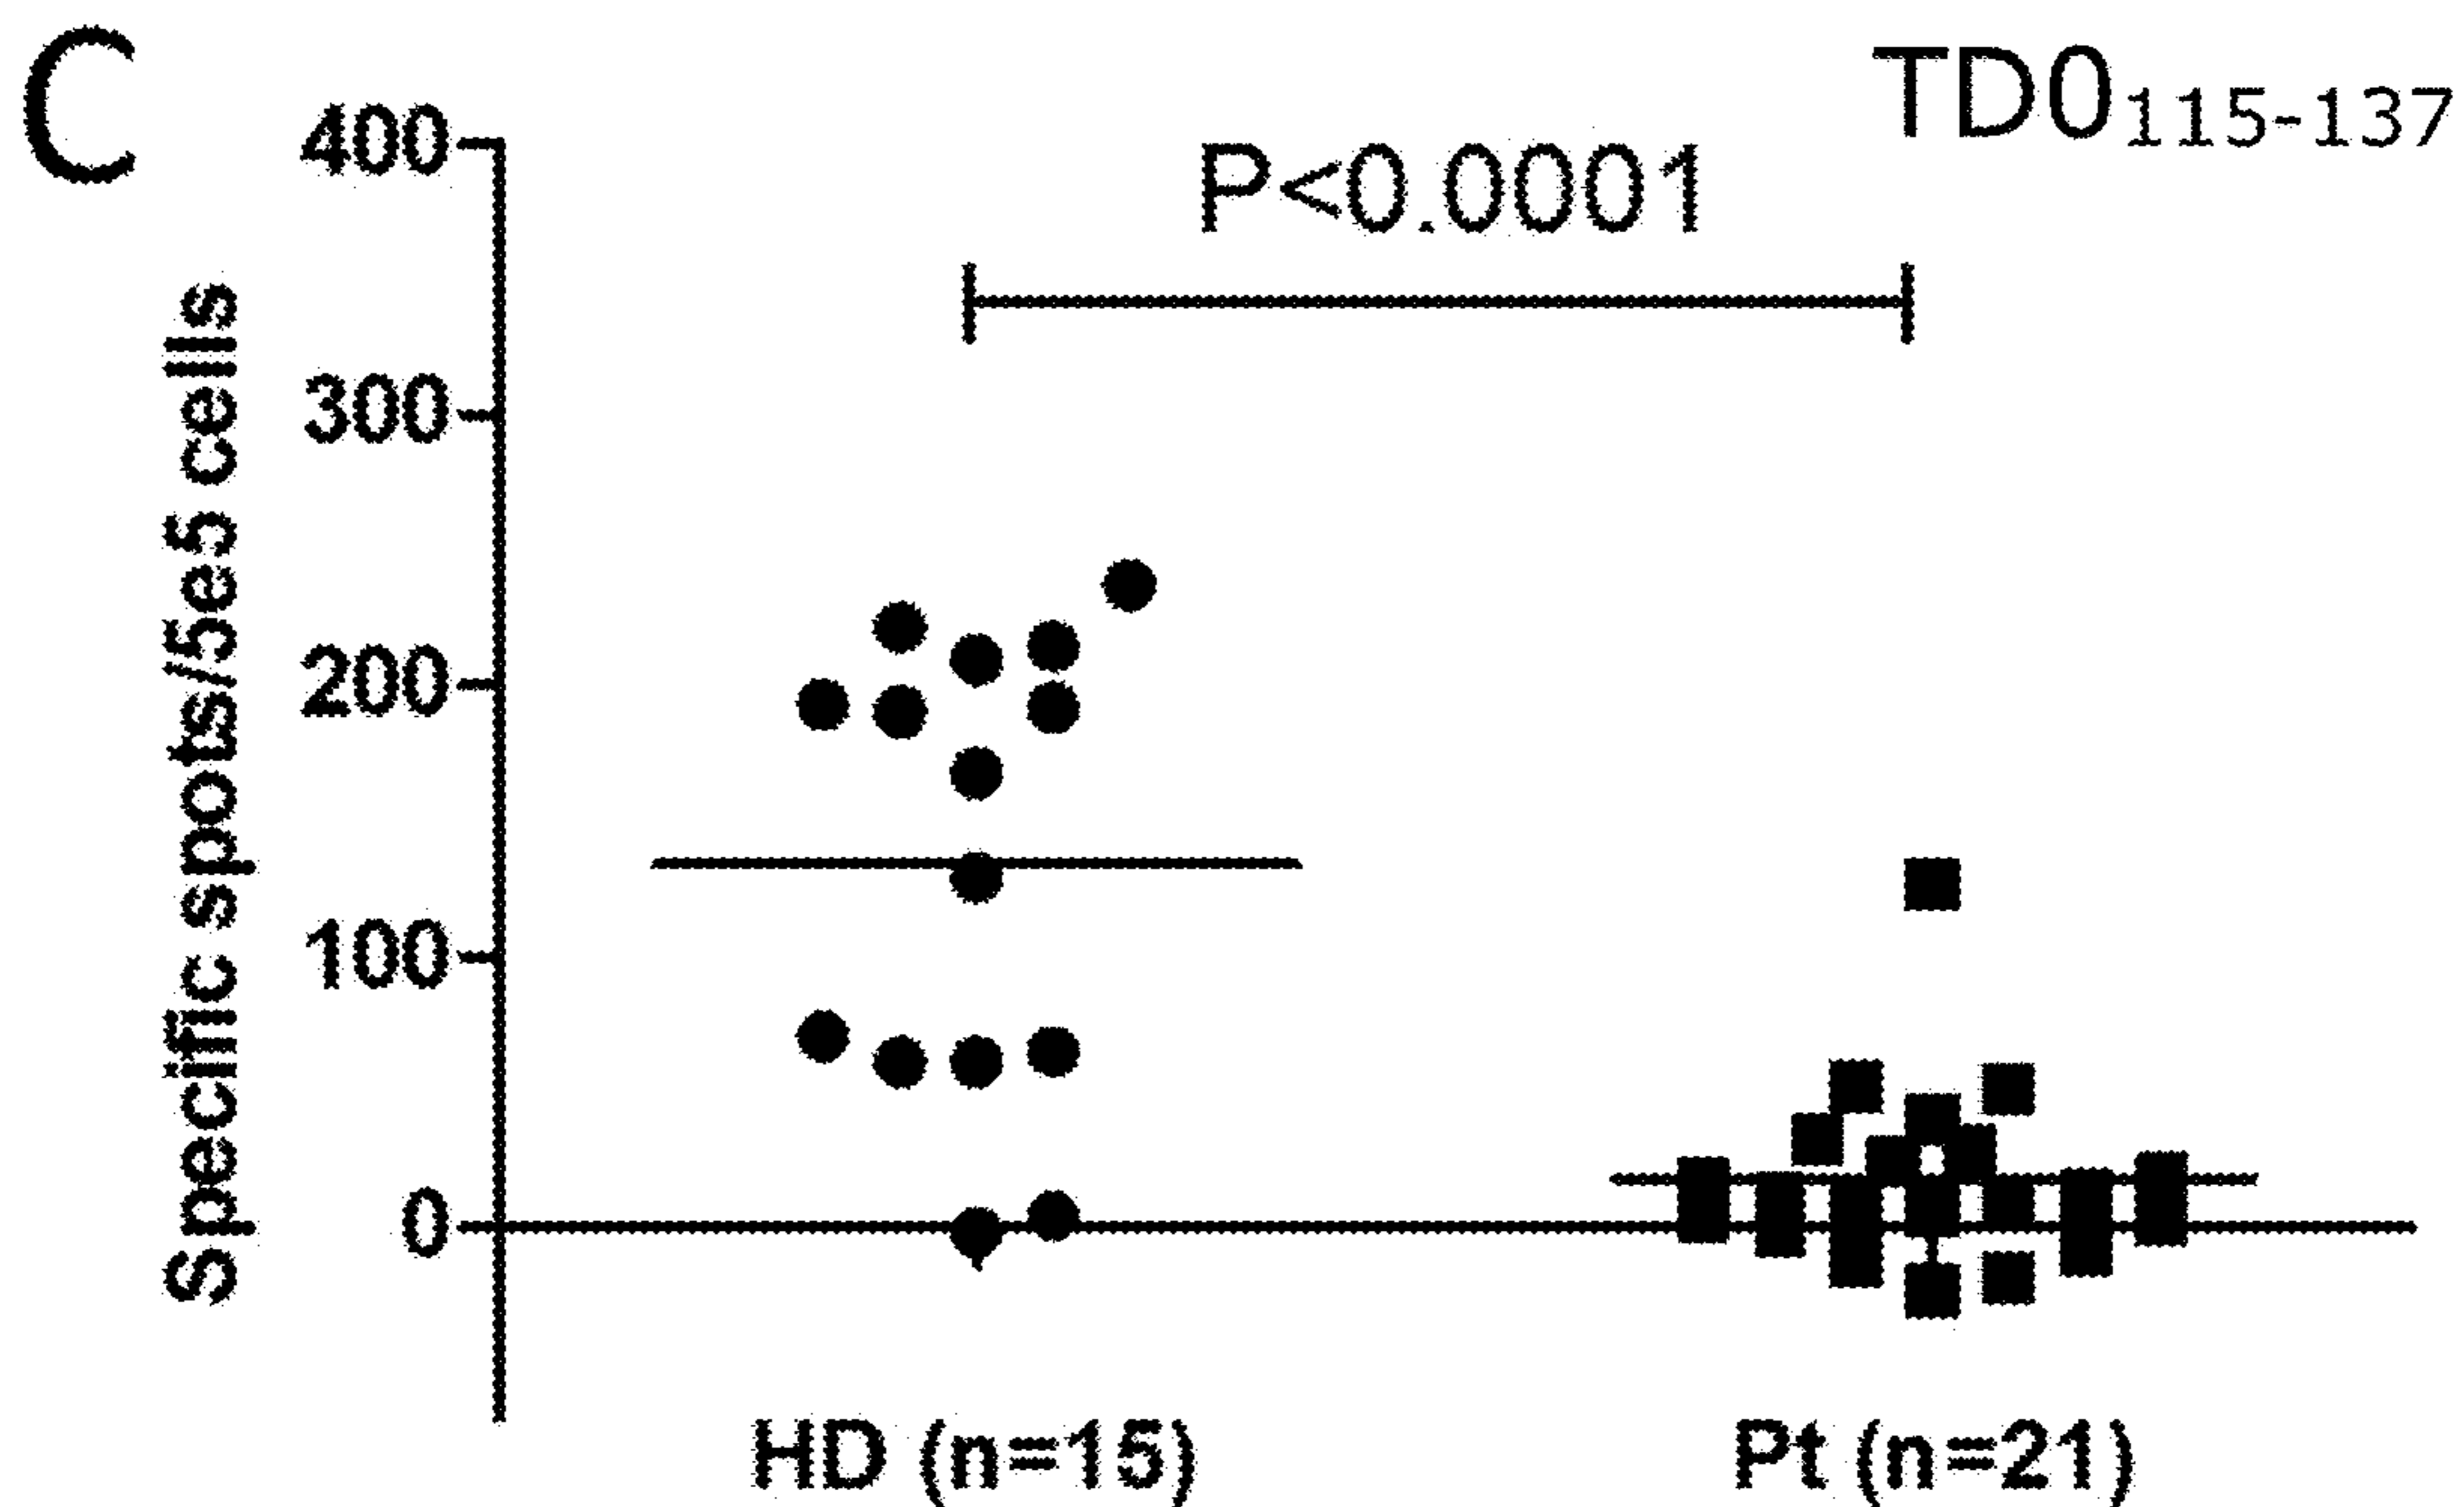 C
TD0115-137
P<0.0001
Specific spots/5e5 cells
400
300
200
100
0
HD (n=15)
Pt (n=21)